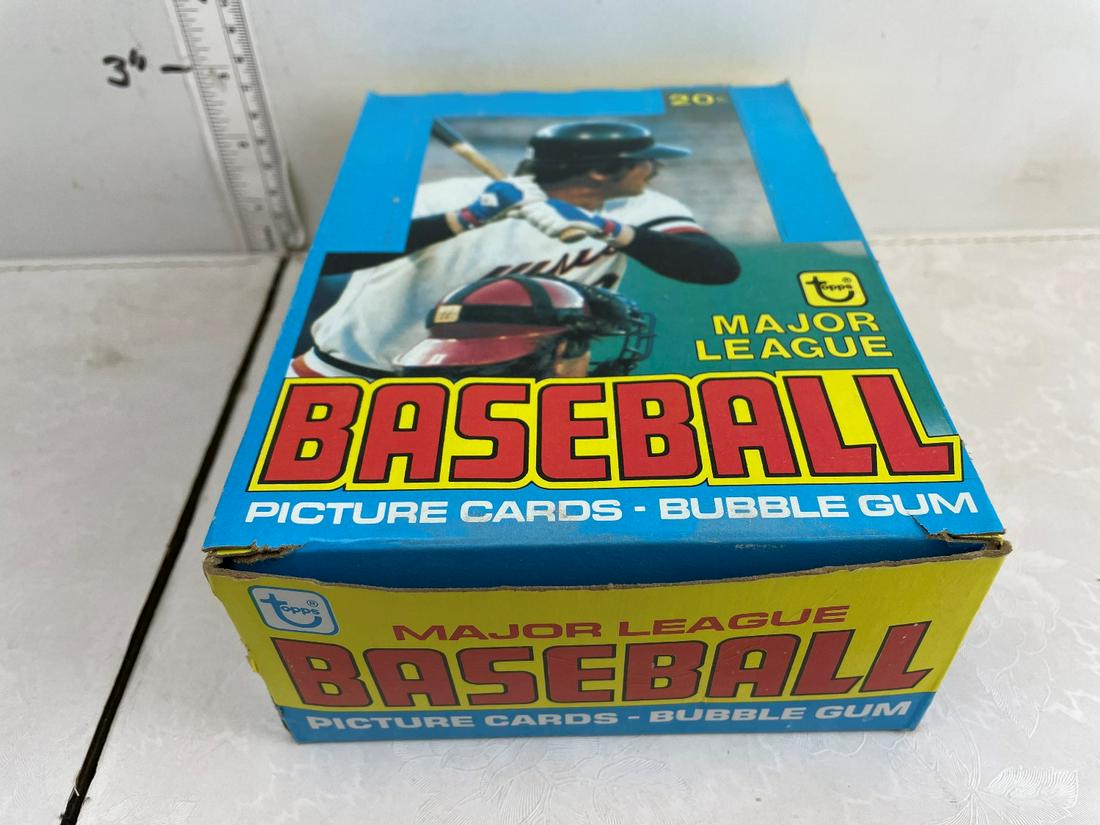 3"
20¢
topps®
MAJOR
LEAGUE
BASEBALL
PICTURE CARDS - BUBBLE GUM
topps®
MAJOR LEAGUE
BASEBALL
PICTURE CARDS - BUBBLE GUM